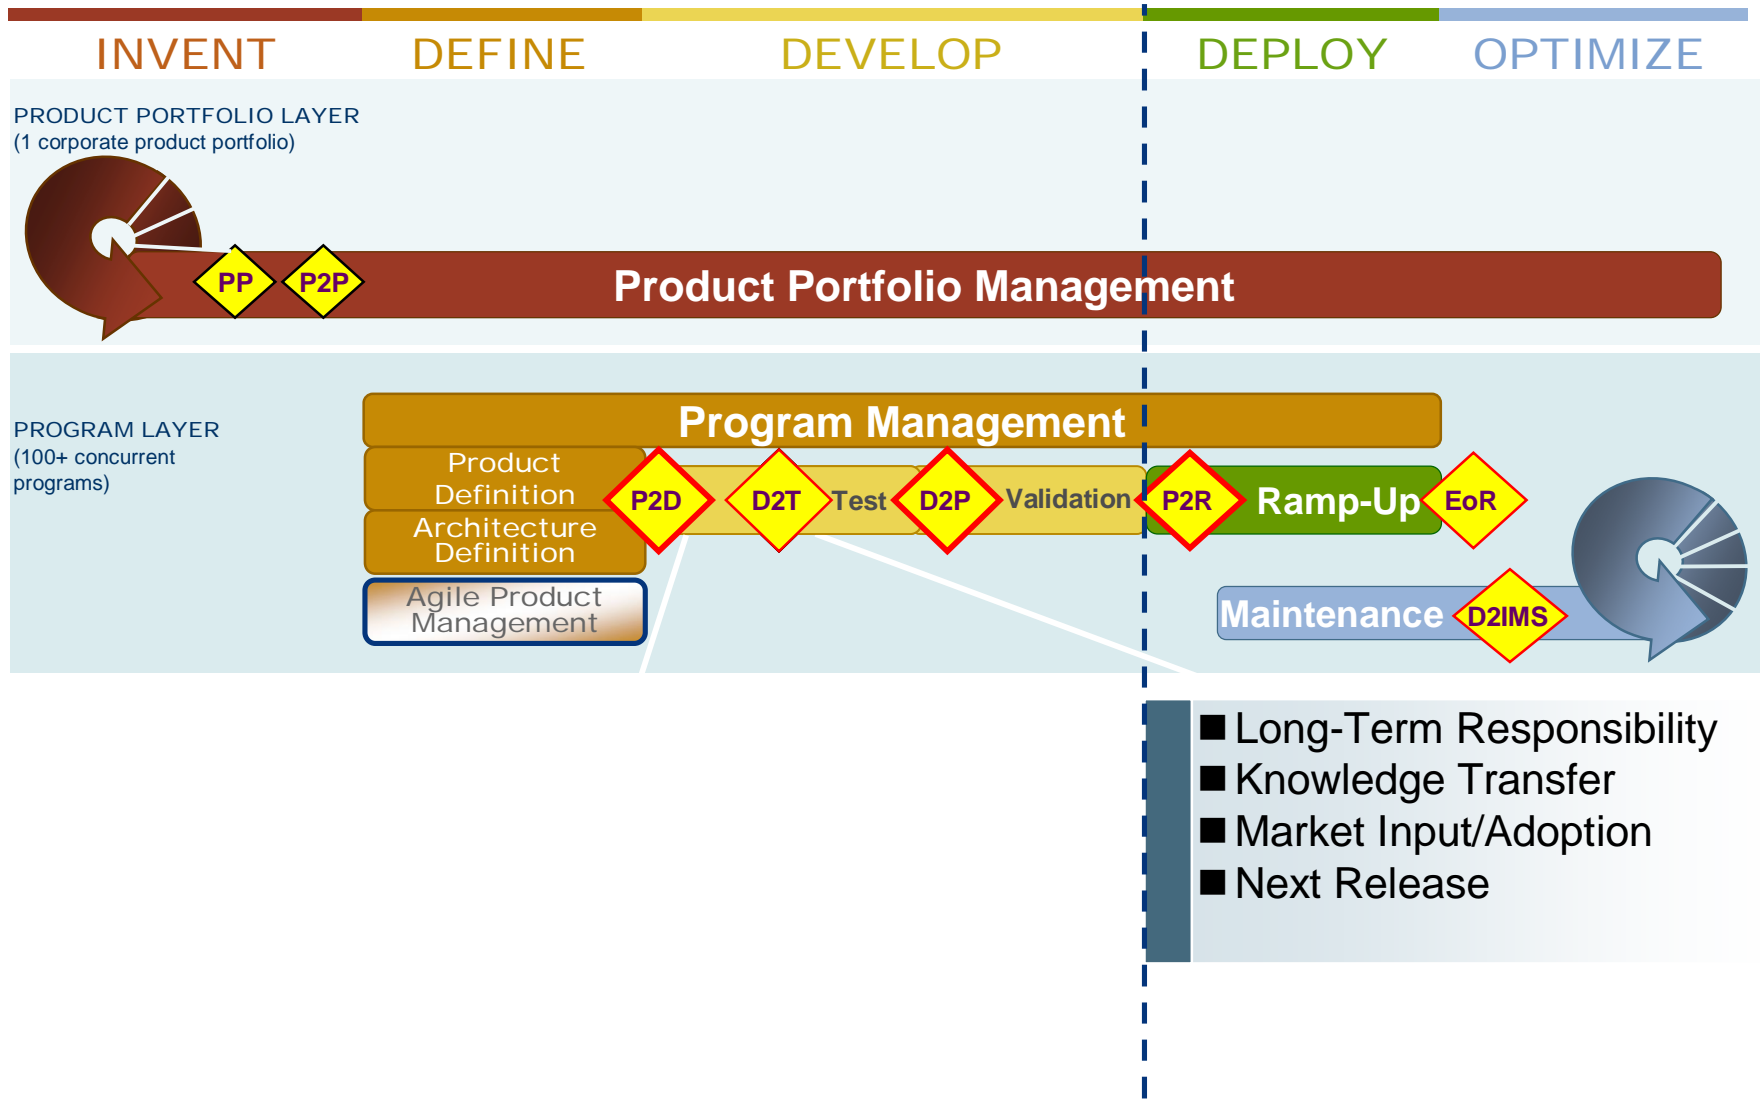 INVENT DEFINE DEVELOP DEPLOY OPTIMIZE
PRODUCT PORTFOLIO LAYER
(1 corporate product portfolio)
PP P2P Product Portfolio Management
Program Management
PROGRAM LAYER
(100+ concurrent
programs)
Product
Definition
Architecture
Definition
P2D D2T Test D2P Validation P2R Ramp-Up EoR
Agile Product
Management
Maintenance D2IMS
■ Long-Term Responsibility
■ Knowledge Transfer
■ Market Input/Adoption
■ Next Release